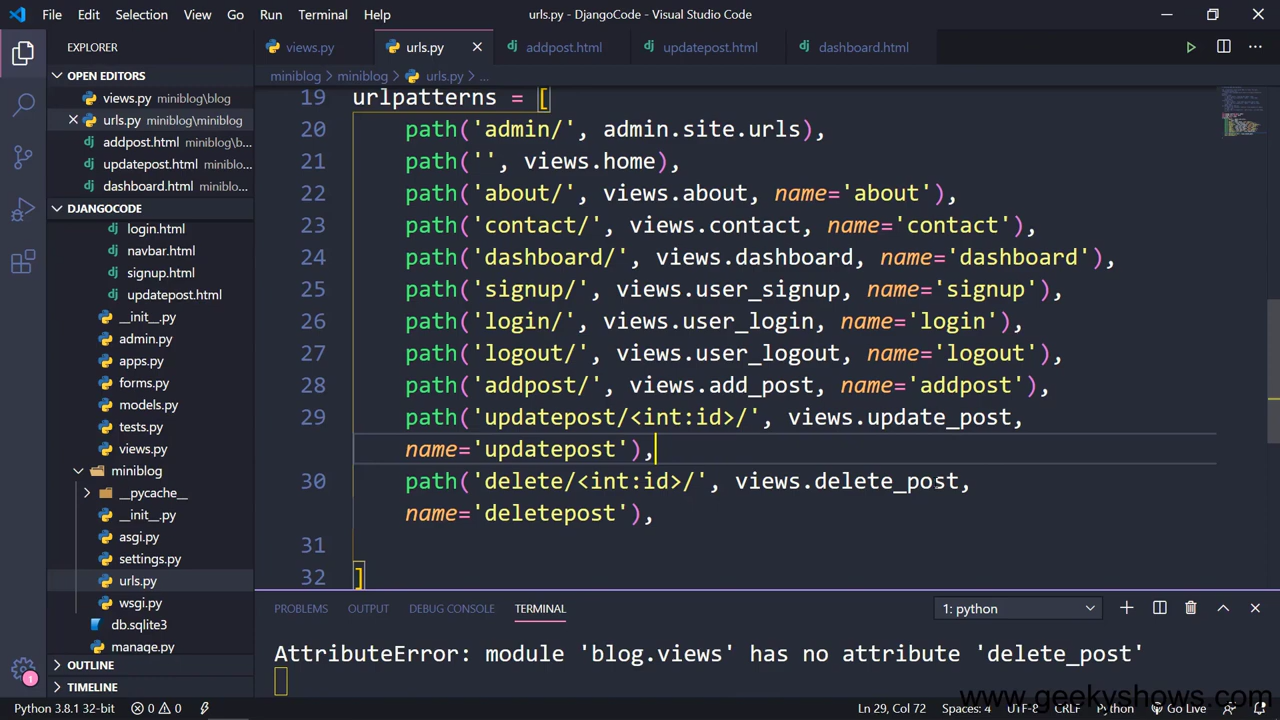 File Edit Selection View Go Run Terminal Help urls.py - DjangoCode - Visual Studio Code
EXPLORER
views.py urls.py addpost.html updatepost.html dashboard.html
miniblog > miniblog > urls.py > ...
OPEN EDITORS
views.py miniblog\blog
urls.py miniblog\miniblog
addpost.html miniblog\b...
updatepost.html miniblo...
dashboard.html miniblo...
DJANGOCODE
login.html
navbar.html
signup.html
updatepost.html
__init__.py
admin.py
apps.py
forms.py
models.py
tests.py
views.py
miniblog
__pycache__
__init__.py
asgi.py
settings.py
urls.py
wsgi.py
db.sqlite3
manage.py
OUTLINE
TIMELINE
19 urlpatterns = [
20 path('admin/', admin.site.urls),
21 path('', views.home),
22 path('about/', views.about, name='about'),
23 path('contact/', views.contact, name='contact'),
24 path('dashboard/', views.dashboard, name='dashboard'),
25 path('signup/', views.user_signup, name='signup'),
26 path('login/', views.user_login, name='login'),
27 path('logout/', views.user_logout, name='logout'),
28 path('addpost/', views.add_post, name='addpost'),
29 path('updatepost/<int:id>/', views.update_post,
name='updatepost'),
30 path('delete/<int:id>/', views.delete_post,
name='deletepost'),
31
32 ]
PROBLEMS OUTPUT DEBUG CONSOLE TERMINAL 1: python
AttributeError: module 'blog.views' has no attribute 'delete_post'
www.geekyshows.com
1
Python 3.8.1 32-bit 0 0 Ln 29, Col 72 Spaces: 4 UTF-8 CRLF Python Go Live